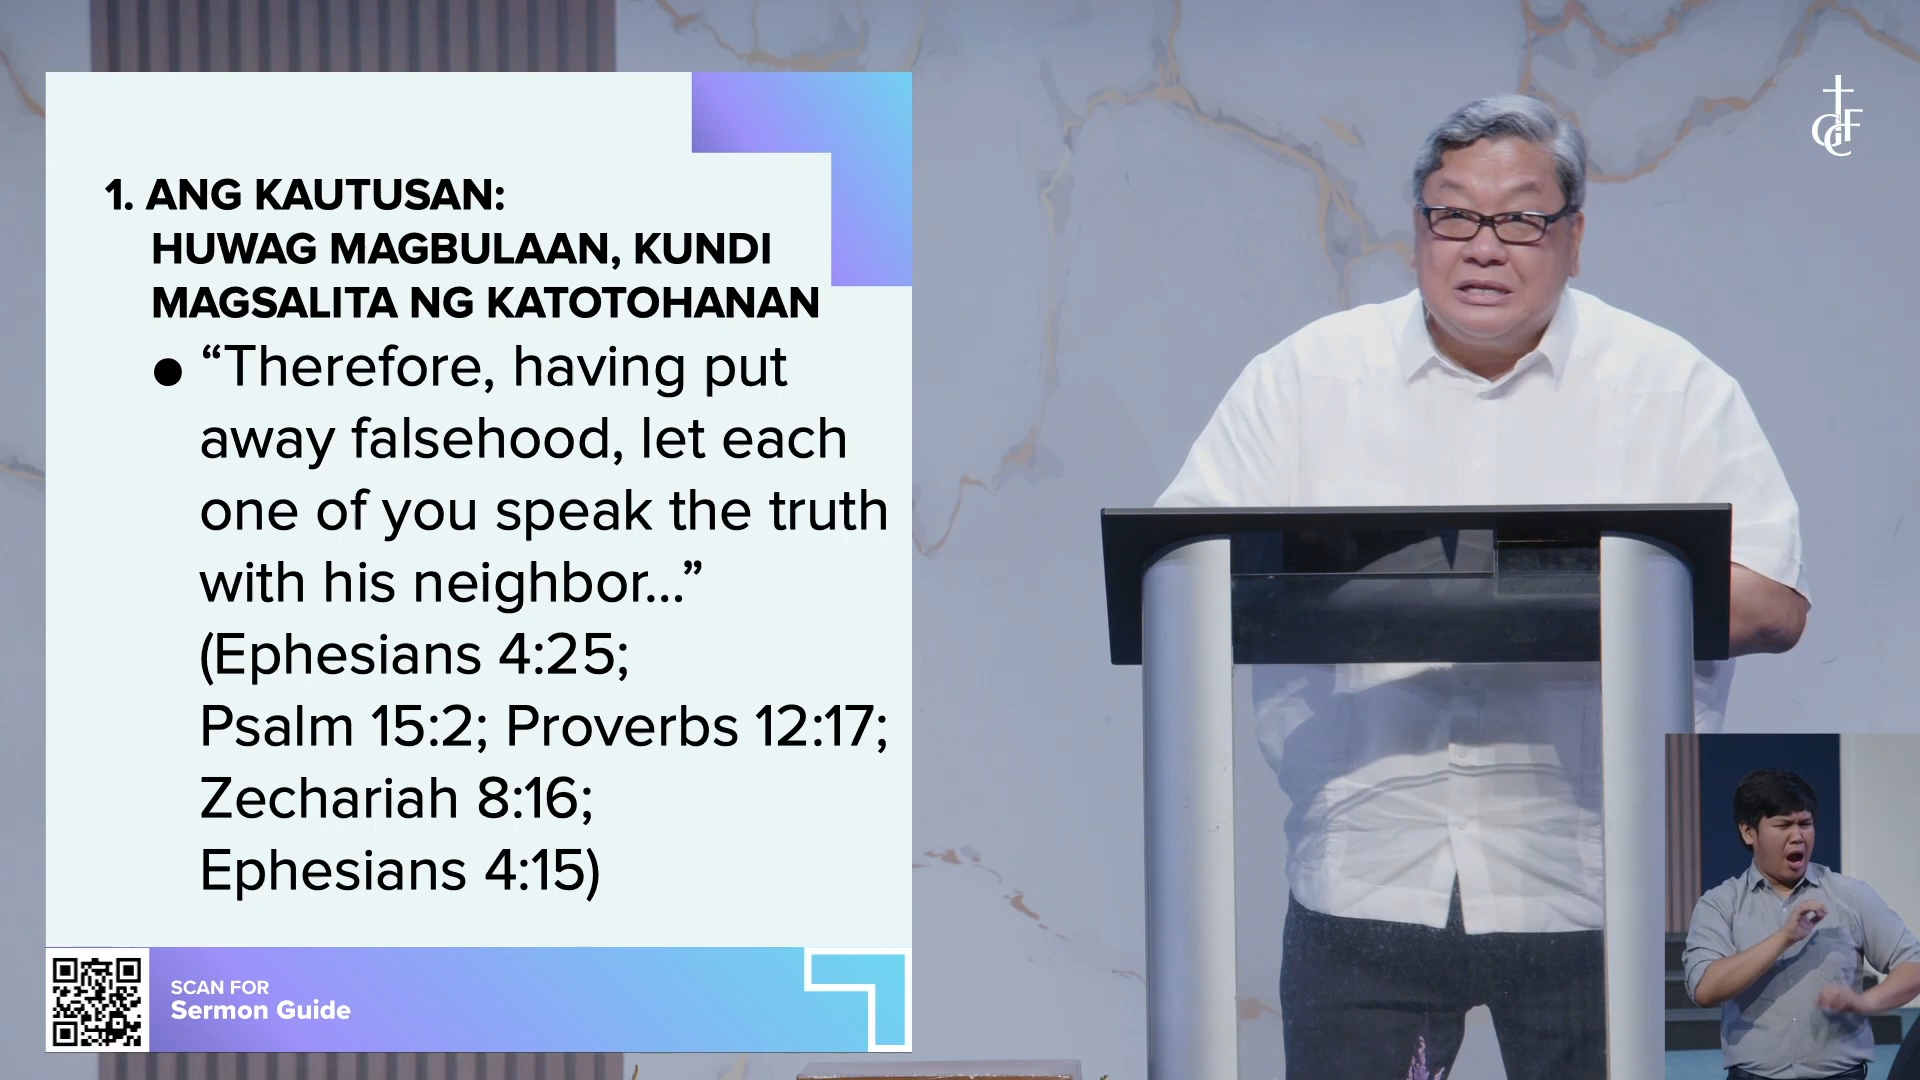 1. ANG KAUTUSAN:
HUWAG MAGBULAAN, KUNDI
MAGSALITA NG KATOTOHANAN
● “Therefore, having put
away falsehood, let each
one of you speak the truth
with his neighbor...”
(Ephesians 4:25;
Psalm 15:2; Proverbs 12:17;
Zechariah 8:16;
Ephesians 4:15)
SCAN FOR
Sermon Guide